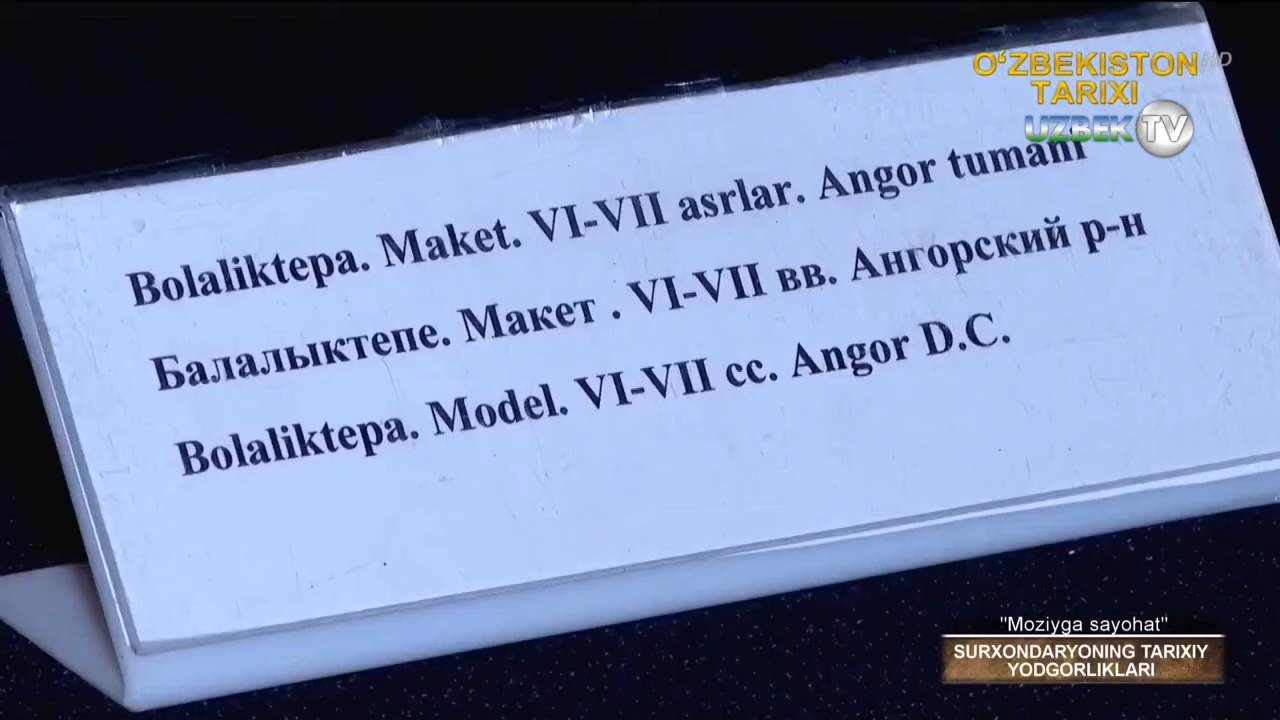 O‘ZBEKISTON HD
TARIXI
UZBEK TV
Bolaliktepa. Maket. VI-VII asrlar. Angor tumani
Балалыктепе. Макет . VI-VII вв. Ангорский р-н
Bolaliktepa. Model. VI-VII cc. Angor D.C.
"Moziyga sayohat"
SURXONDARYONING TARIXIY
YODGORLIKLARI